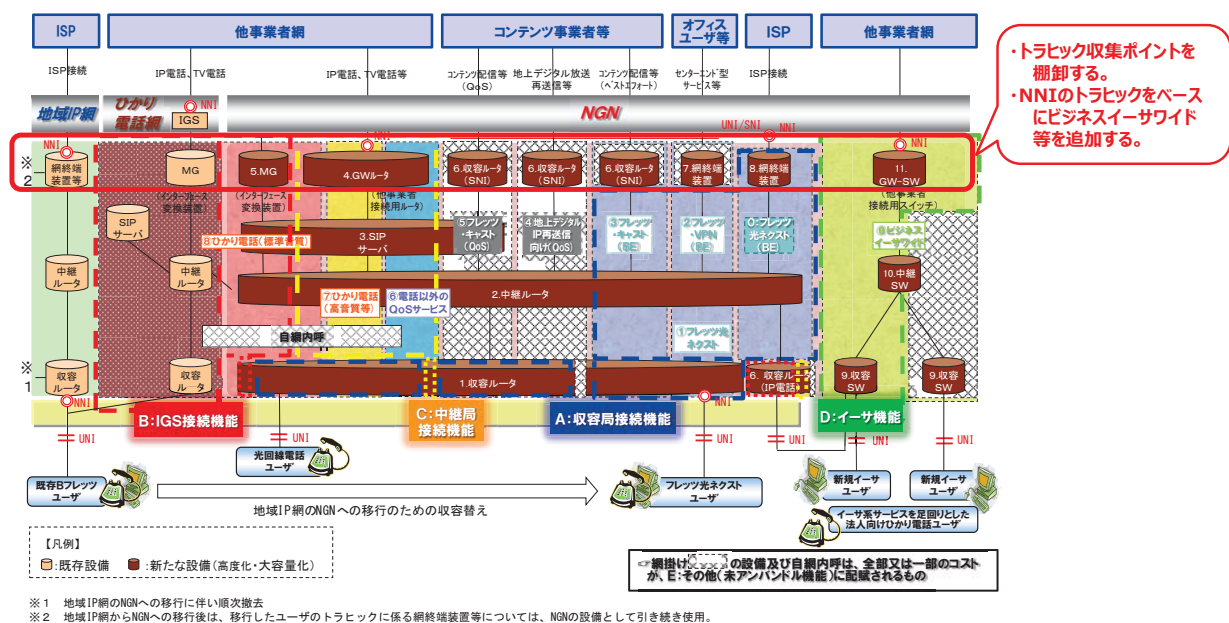 ISP
他事業者網
コンテンツ事業者等
オフィス
ユーザ等
ISP
他事業者網
・トラヒック収集ポイントを
棚卸する。
・NNIのトラヒックをベース
にビジネスイーサワイド
等を追加する。
ISP接続
IP電話、TV電話
IP電話、TV電話等
コンテンツ配信等
(QoS)
地上デジタル放送
再送信等
コンテンツ配信等
(ベストエフォート)
センターエンド型
サービス等
ISP接続
地域IP網
ひかり
電話網
NNI
IGS
NGN
NNI
NNI
UNI/SNI
NNI
NNI
※
2
網終端
装置等
MG
5.MG
4.GWルータ
6.収容ルータ
(SNI)
6.収容ルータ
(SNI)
6.収容ルータ
(SNI)
7.網終端
装置
8.網終端
装置
11.
GW-SW
(インターフェース
変換装置)
(インターフェース
変換装置)
(他事業者
接続用ルータ)
(他事業者
接続用スイッチ)
SIP
サーバ
⑧ひかり電話(標準音質)
3.SIP
サーバ
⑤フレッツ
・キャスト
(QoS)
④地上デジタル
IP再送信
向け(QoS)
③フレッツ
・キャスト
(BE)
②フレッツ
・VPN
(BE)
⓪:フレッツ
光ネクスト
(BE)
⑨ビジネス
イーサワイド
中継
ルータ
中継
ルータ
2.中継ルータ
10.中継
SW
⑦ひかり電話
(高音質等)
⑥電話以外の
QoSサービス
自網内呼
①フレッツ光
ネクスト
※
1
収容
ルータ
収容
ルータ
1.収容ルータ
6. 収容ルータ
(IP電話)
9.収容
SW
9.収容
SW
NNI
NNI
B:IGS接続機能
C:中継局
接続機能
A:収容局接続機能
D:イーサ機能
UNI
UNI
UNI
UNI
UNI
UNI
光回線電話
ユーザ
既存Bフレッツ
ユーザ
フレッツ光ネクスト
ユーザ
新規イーサ
ユーザ
新規イーサ
ユーザ
地域IP網のNGNへの移行のための収容替え
イーサ系サービスを足回りとした
法人向けひかり電話ユーザ
【凡例】
:既存設備 :新たな設備(高度化・大容量化)
☞網掛け の設備及び自網内呼は、全部又は一部のコスト
が、E:その他(未アンバンドル機能)に配賦されるもの
※1 地域IP網のNGNへの移行に伴い順次撤去
※2 地域IP網からNGNへの移行後は、移行したユーザのトラヒックに係る網終端装置等については、NGNの設備として引き続き使用。